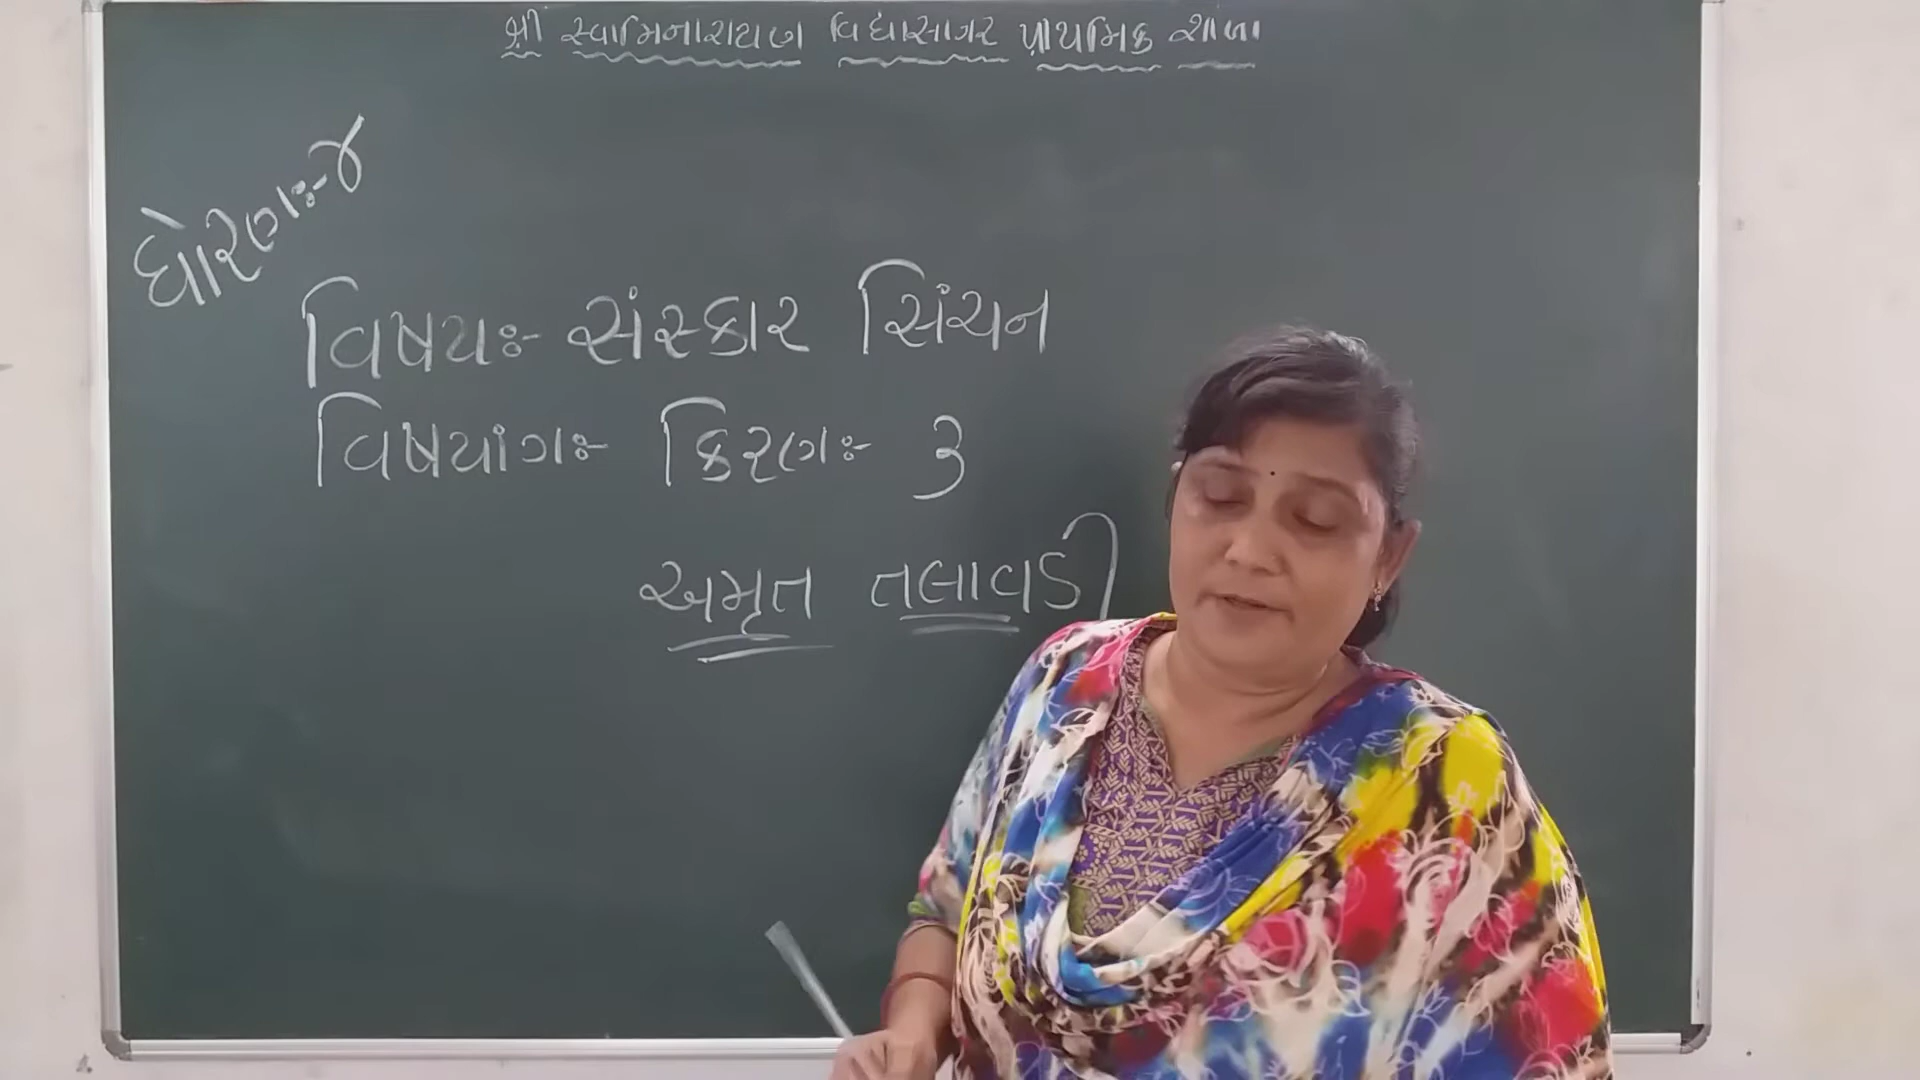 શ્રી સ્વામિનારાયણ વિદ્યાસાગર પ્રાથમિક શાળા
ધોરણઃ-૪
વિષયઃ- સંસ્કાર સિંચન
વિષયાંગઃ- કિરણઃ- ૩
અમૃત તલાવડી